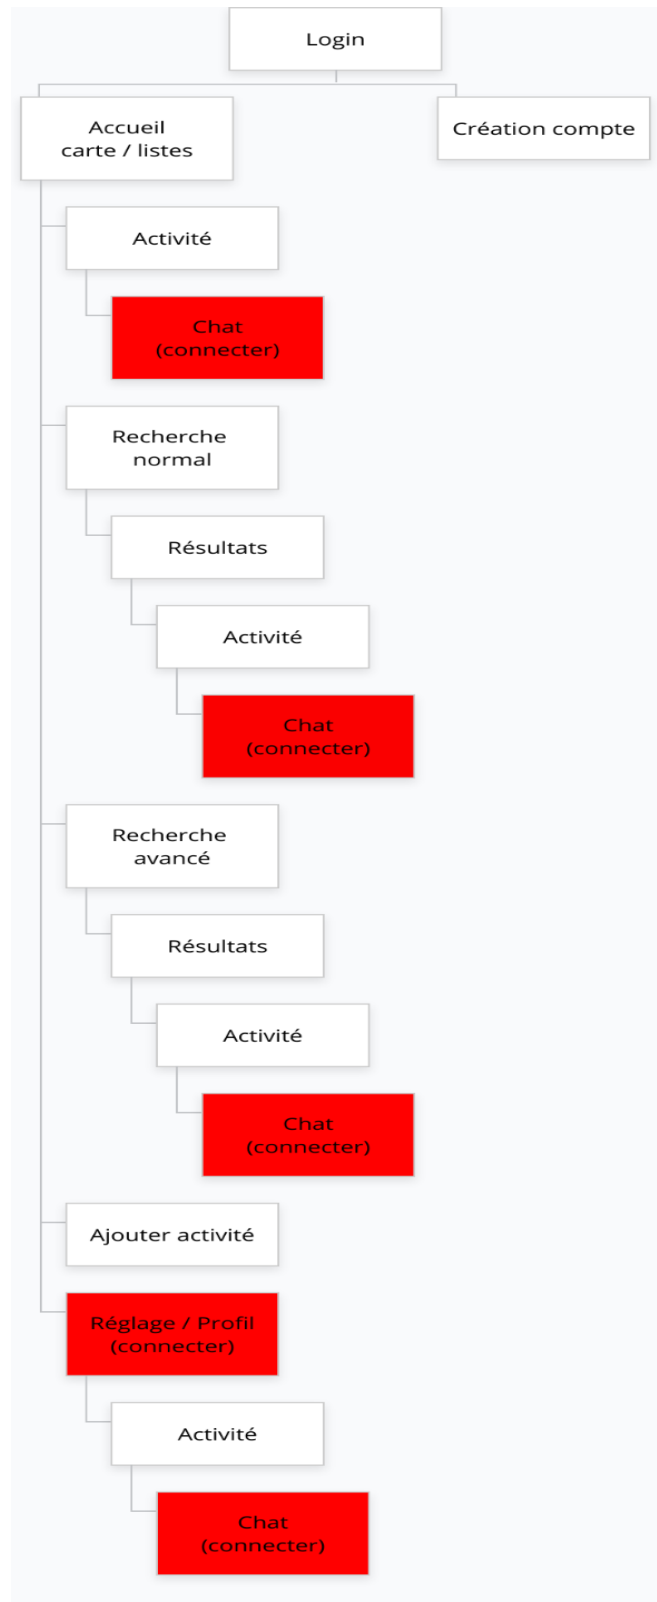 Login
Accueil
carte / listes
Création compte
Activité
Chat
(connecter)
Recherche
normal
Résultats
Activité
Chat
(connecter)
Recherche
avancé
Résultats
Activité
Chat
(connecter)
Ajouter activité
Réglage / Profil
(connecter)
Activité
Chat
(connecter)